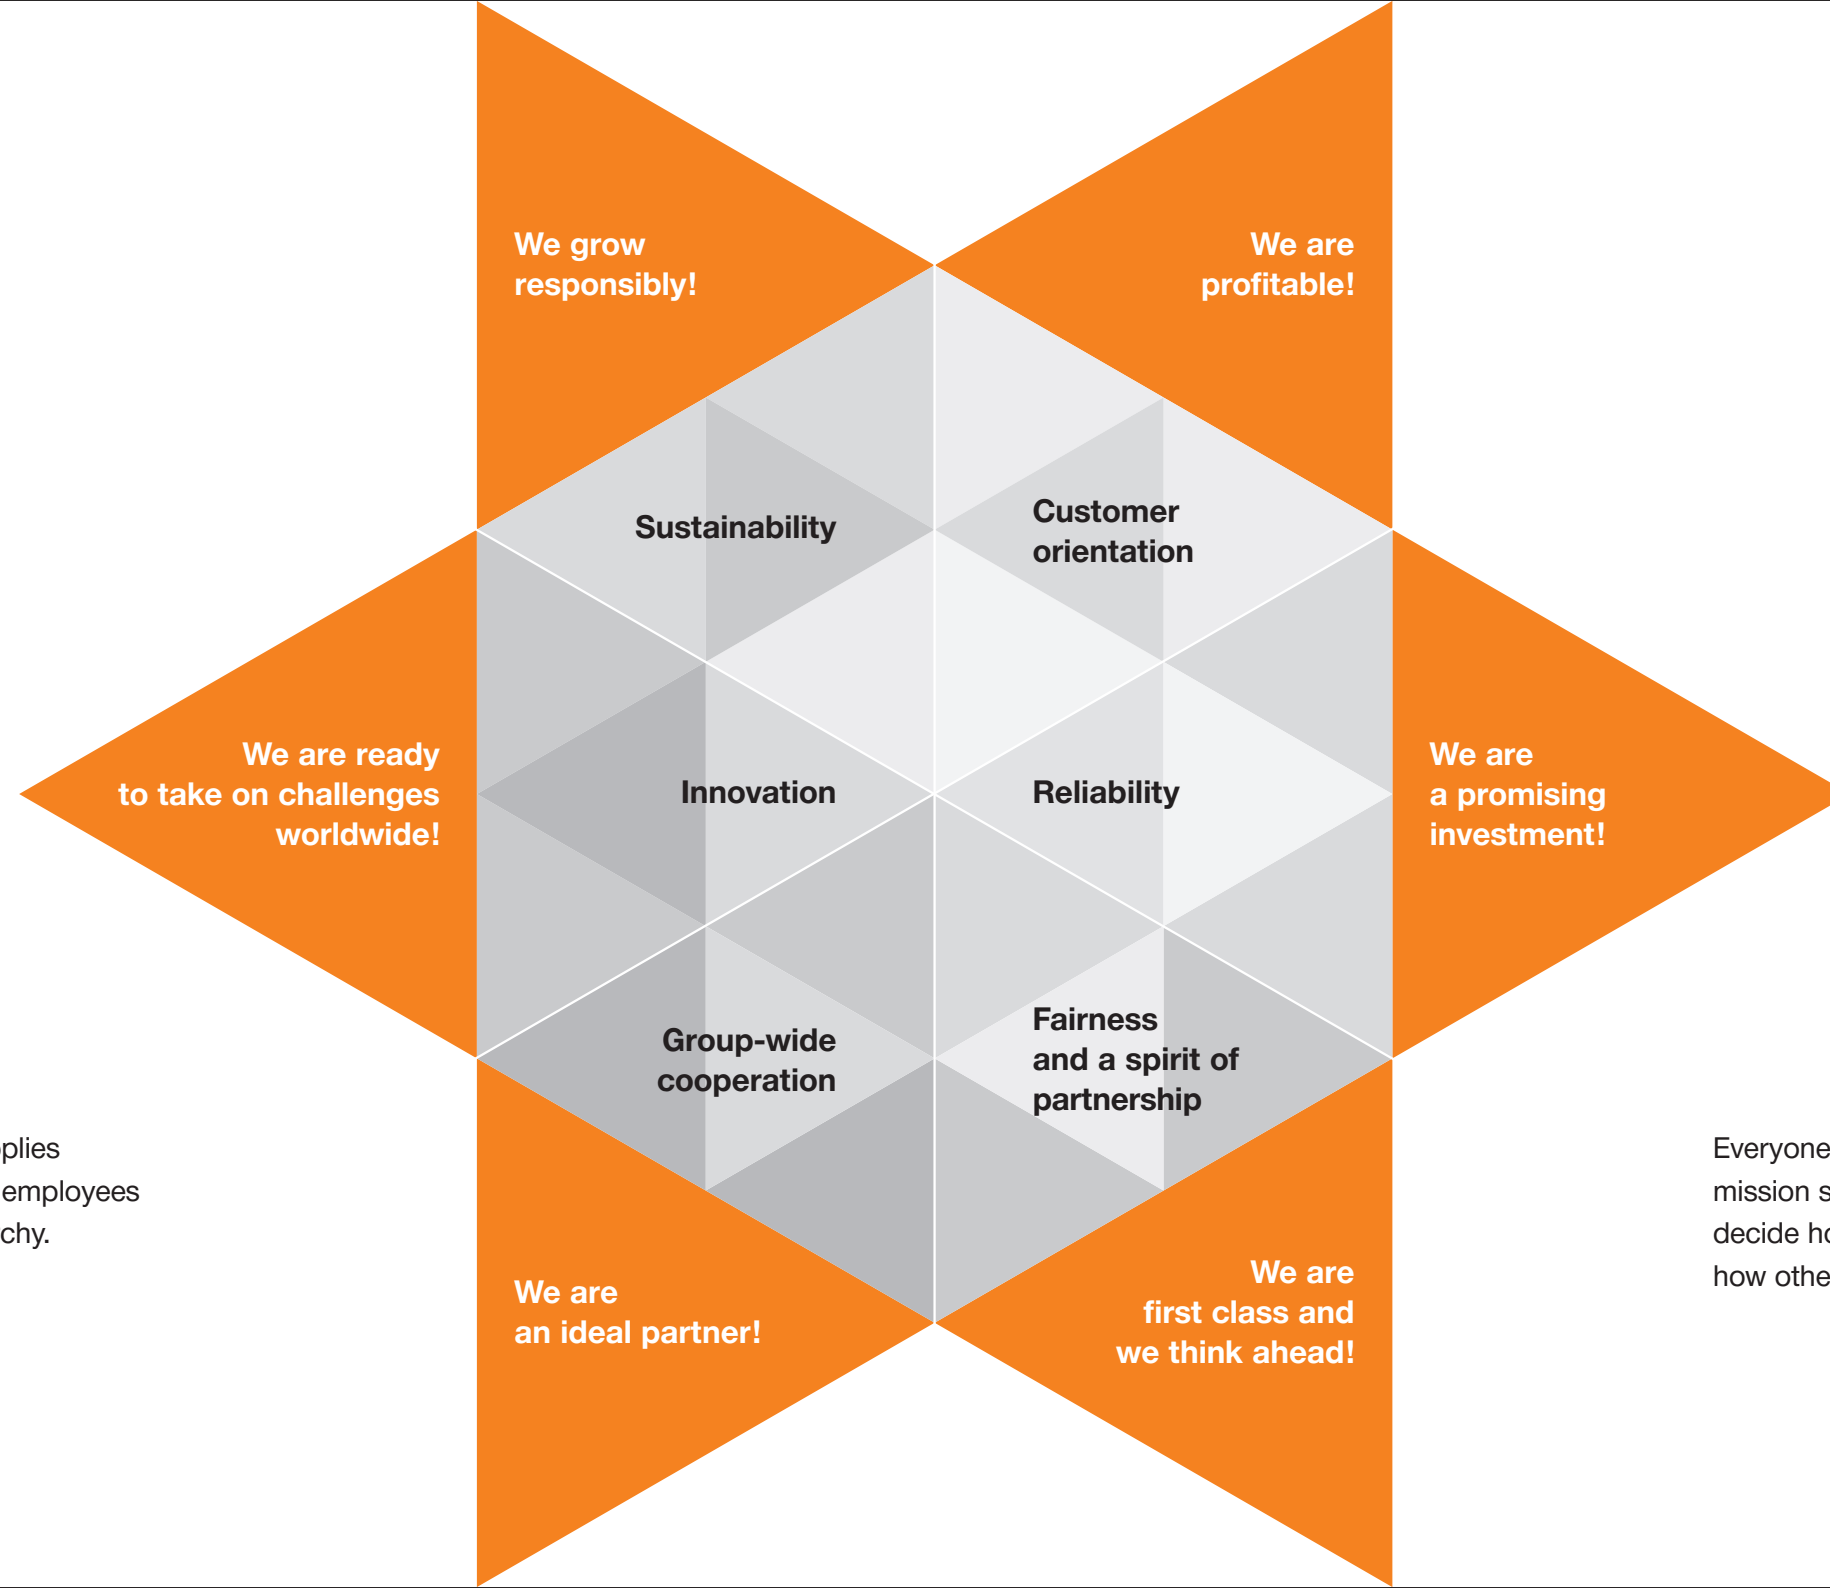 We grow
responsibly!
We are
profitable!
Sustainability
Customer
orientation
We are ready
to take on challenges
worldwide!
Innovation
Reliability
We are
a promising
investment!
Group-wide
cooperation
Fairness
and a spirit of
partnership
employees
Everyone
mission
decide
how
We are
an ideal partner!
We are
first class and
we think ahead!